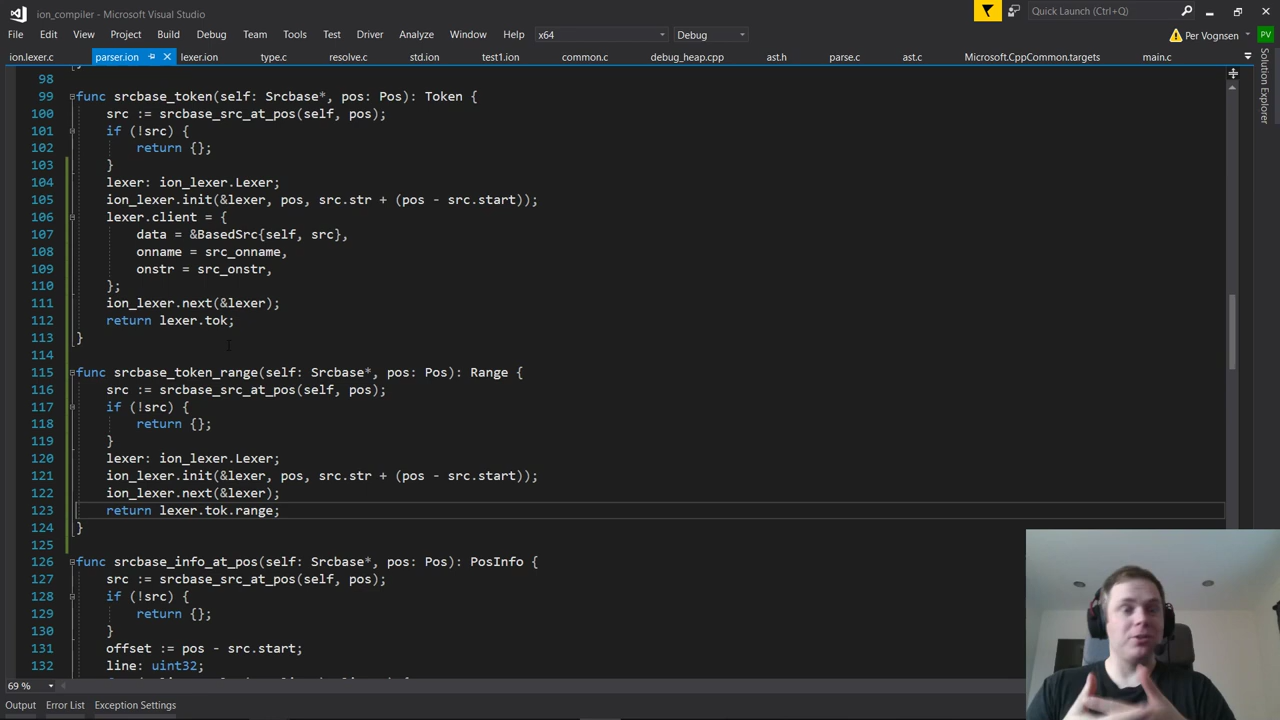 ion_compiler - Microsoft Visual Studio
Quick Launch (Ctrl+Q)
File Edit View Project Build Debug Team Tools Test Driver Analyze Window Help x64 Debug Per Vognsen PV
ion.lexer.c parser.ion lexer.ion type.c resolve.c std.ion test1.ion common.c debug_heap.cpp ast.h parse.c ast.c Microsoft.CppCommon.targets main.c
Solution Explorer
98
99 func srcbase_token(self: Srcbase*, pos: Pos): Token {
100 src := srcbase_src_at_pos(self, pos);
101 if (!src) {
102 return {};
103 }
104 lexer: ion_lexer.Lexer;
105 ion_lexer.init(&lexer, pos, src.str + (pos - src.start));
106 lexer.client = {
107 data = &BasedSrc{self, src},
108 onname = src_onname,
109 onstr = src_onstr,
110 };
111 ion_lexer.next(&lexer);
112 return lexer.tok;
113 }
114
115 func srcbase_token_range(self: Srcbase*, pos: Pos): Range {
116 src := srcbase_src_at_pos(self, pos);
117 if (!src) {
118 return {};
119 }
120 lexer: ion_lexer.Lexer;
121 ion_lexer.init(&lexer, pos, src.str + (pos - src.start));
122 ion_lexer.next(&lexer);
123 return lexer.tok.range;
124 }
125
126 func srcbase_info_at_pos(self: Srcbase*, pos: Pos): PosInfo {
127 src := srcbase_src_at_pos(self, pos);
128 if (!src) {
129 return {};
130 }
131 offset := pos - src.start;
132 line: uint32;
69 %
Output Error List Exception Settings